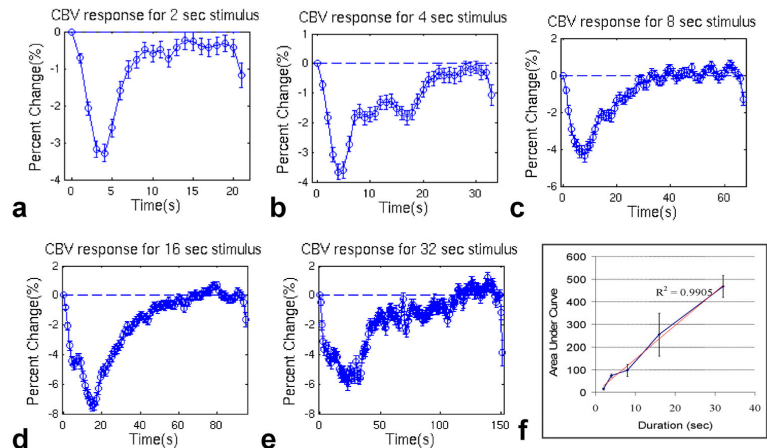 CBV response for 2 sec stimulus
0
-1
-2
-3
-4
Percent Change(%)
0 5 10 15 20
Time(s)
a
CBV response for 4 sec stimulus
1
0
-1
-2
-3
-4
Percent Change(%)
0 10 20 30
Time(s)
b
CBV response for 8 sec stimulus
2
0
-2
-4
-6
Percent Change(%)
0 20 40 60
Time(s)
c
CBV response for 16 sec stimulus
2
0
-2
-4
-6
-8
Percent Change(%)
0 20 40 60 80
Time(s)
d
CBV response for 32 sec stimulus
2
0
-2
-4
-6
-8
Percent Change(%)
0 50 100 150
Time(s)
e
600
500
400
300
200
100
0
Area Under Curve
R² = 0.9905
0 10 20 30 40
Duration (sec)
f